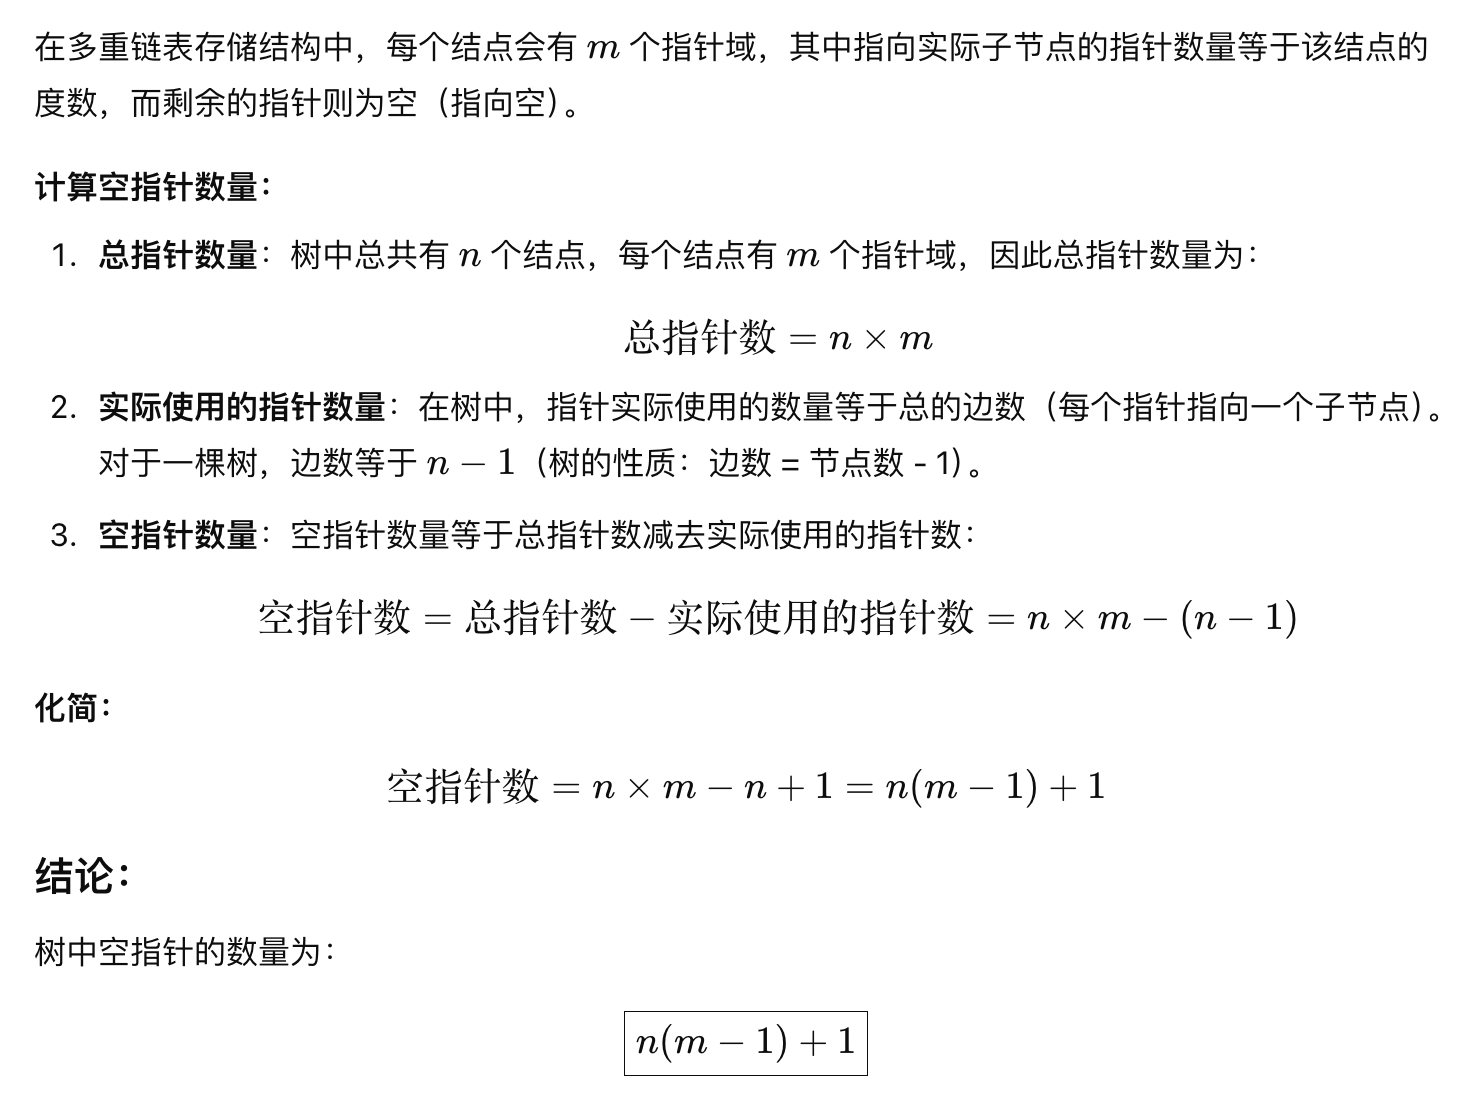 在多重链表存储结构中，每个结点会有 m 个指针域，其中指向实际子节点的指针数量等于该结点的
度数，而剩余的指针则为空（指向空）。
计算空指针数量：
1. 总指针数量：树中总共有 n 个结点，每个结点有 m 个指针域，因此总指针数量为：
总指针数 = n × m
2. 实际使用的指针数量：在树中，指针实际使用的数量等于总的边数（每个指针指向一个子节点）。
对于一棵树，边数等于 n − 1（树的性质：边数 = 节点数 - 1）。
3. 空指针数量：空指针数量等于总指针数减去实际使用的指针数：
空指针数 = 总指针数 − 实际使用的指针数 = n × m − (n − 1)
化简：
空指针数 = n × m − n + 1 = n(m − 1) + 1
结论：
树中空指针的数量为：
n(m − 1) + 1